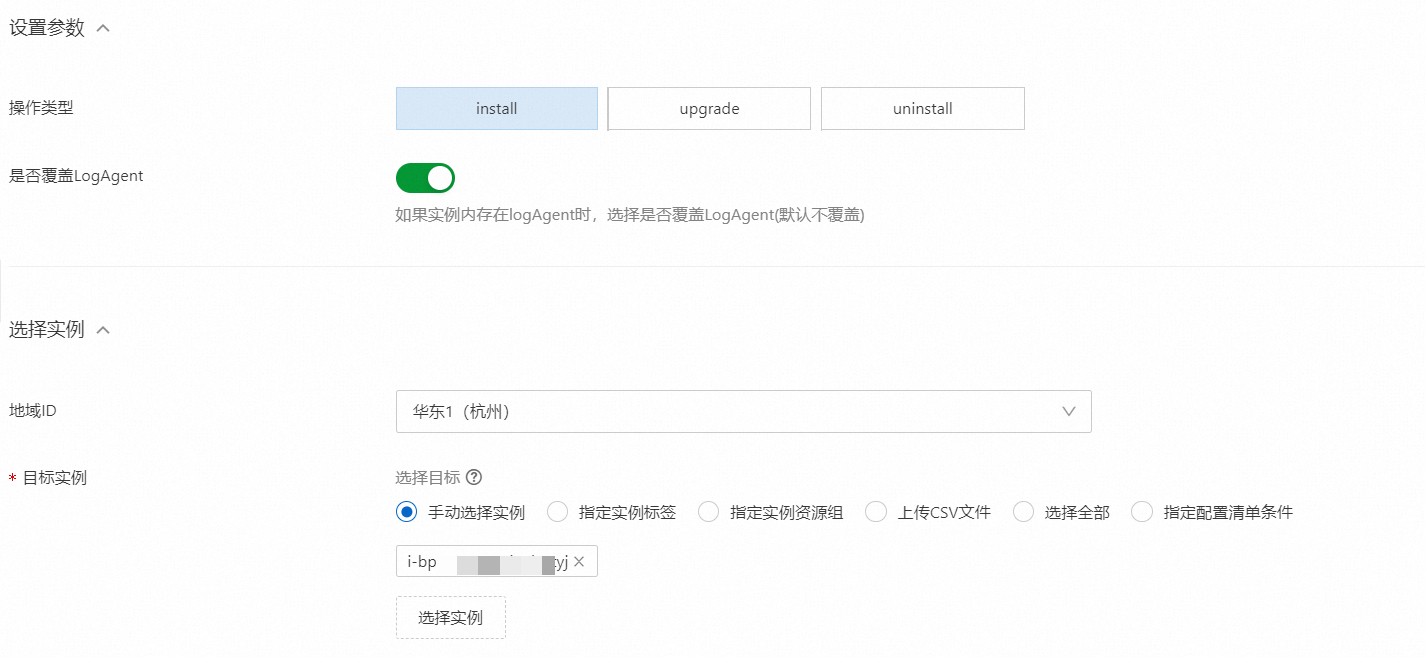 设置参数
操作类型
install
upgrade
uninstall
是否覆盖LogAgent
如果实例内存在logAgent时，选择是否覆盖LogAgent(默认不覆盖)
选择实例
地域ID
华东1（杭州）
* 目标实例
选择目标
手动选择实例
指定实例标签
指定实例资源组
上传CSV文件
选择全部
指定配置清单条件
i-bp
yj
选择实例